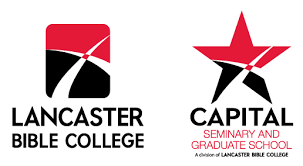 LANCASTER
BIBLE COLLEGE
CAPITAL
SEMINARY AND
GRADUATE SCHOOL
A division of LANCASTER BIBLE COLLEGE